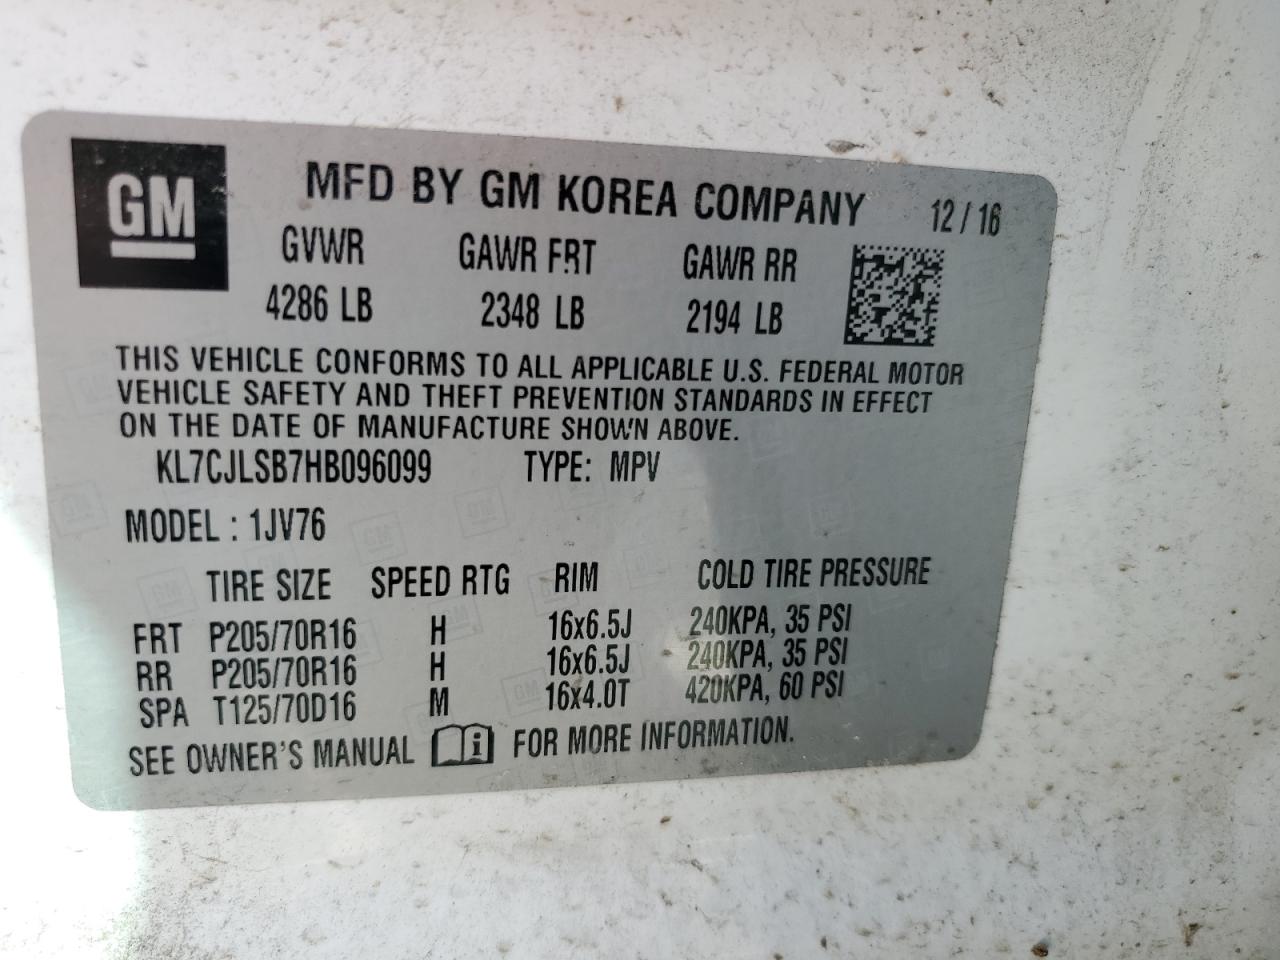 GM
MFD BY GM KOREA COMPANY 12/16
GVWR GAWR FRT GAWR RR
4286 LB 2348 LB 2194 LB
THIS VEHICLE CONFORMS TO ALL APPLICABLE U.S. FEDERAL MOTOR
VEHICLE SAFETY AND THEFT PREVENTION STANDARDS IN EFFECT
ON THE DATE OF MANUFACTURE SHOWN ABOVE.
KL7CJLSB7HB096099 TYPE: MPV
MODEL : 1JV76
TIRE SIZE SPEED RTG RIM COLD TIRE PRESSURE
FRT P205/70R16 H 16x6.5J 240KPA, 35 PSI
RR P205/70R16 H 16x6.5J 240KPA, 35 PSI
SPA T125/70D16 M 16x4.0T 420KPA, 60 PSI
SEE OWNER'S MANUAL FOR MORE INFORMATION.